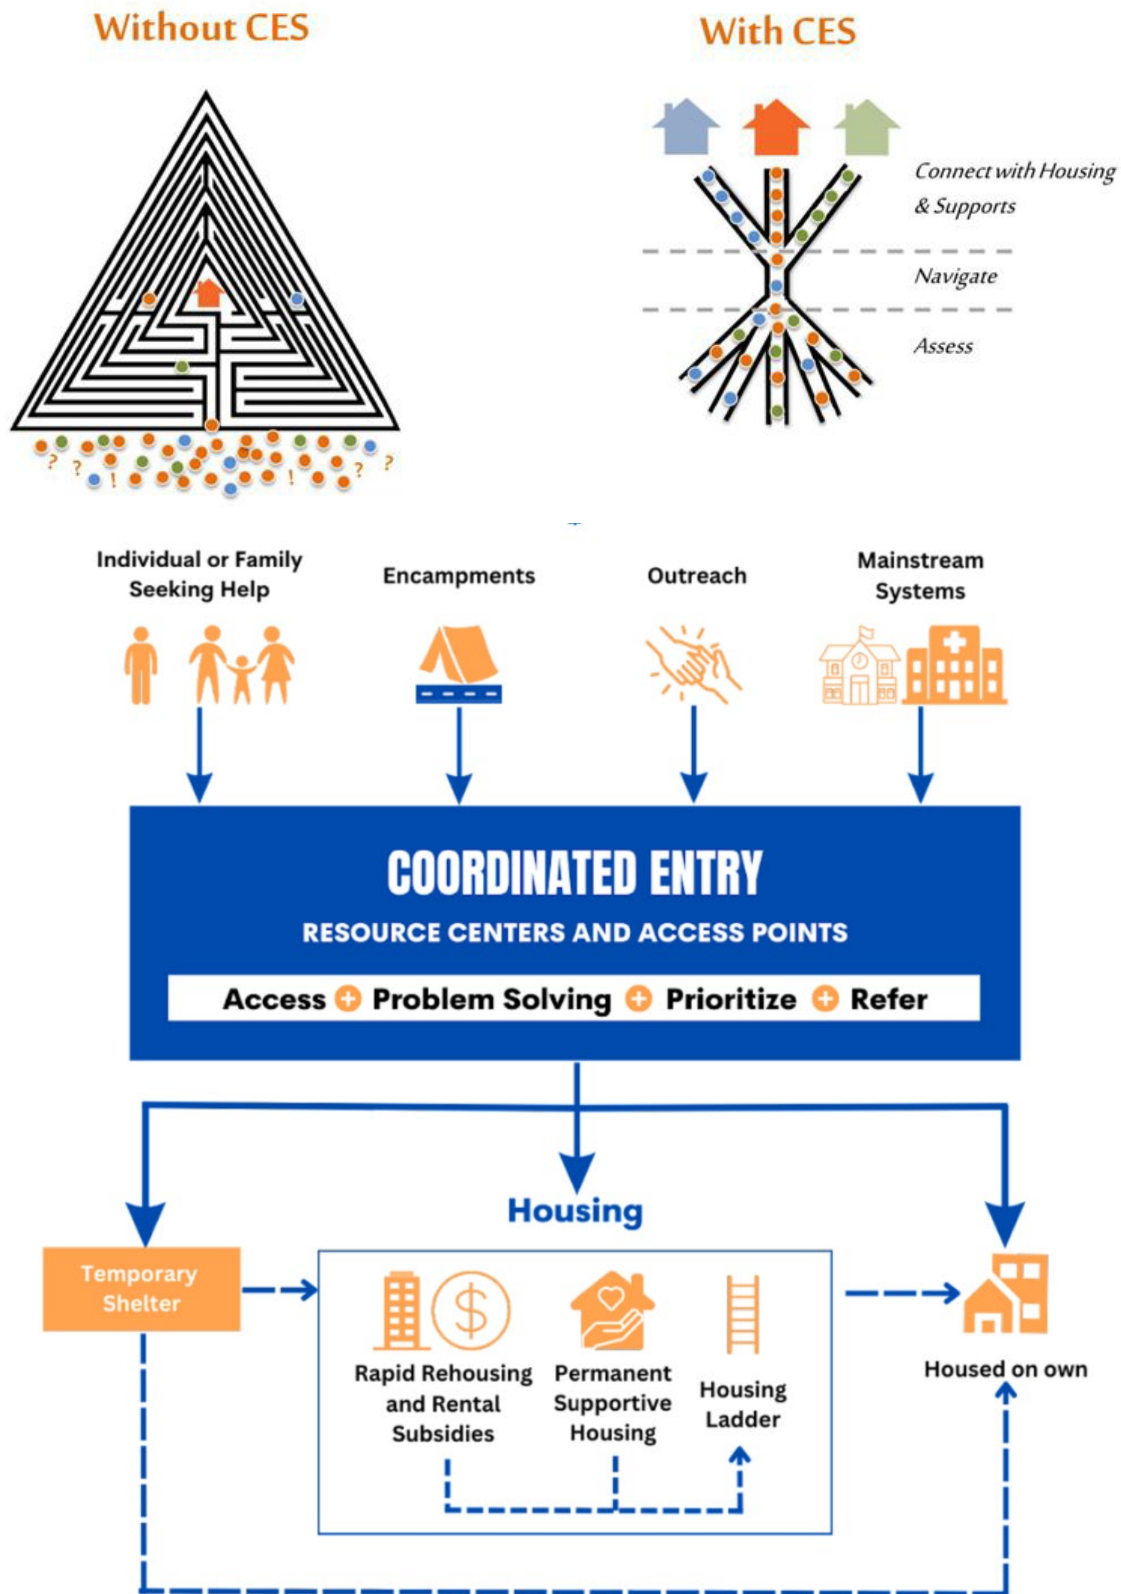 Without CES
With CES
Connect with Housing
& Supports
Navigate
Assess
? ? ! ! ? ?
Individual or Family
Seeking Help
Encampments
Outreach
Mainstream
Systems
COORDINATED ENTRY
RESOURCE CENTERS AND ACCESS POINTS
Access + Problem Solving + Prioritize + Refer
Housing
Temporary
Shelter
$
Rapid Rehousing
and Rental
Subsidies
Permanent
Supportive
Housing
Housing
Ladder
Housed on own